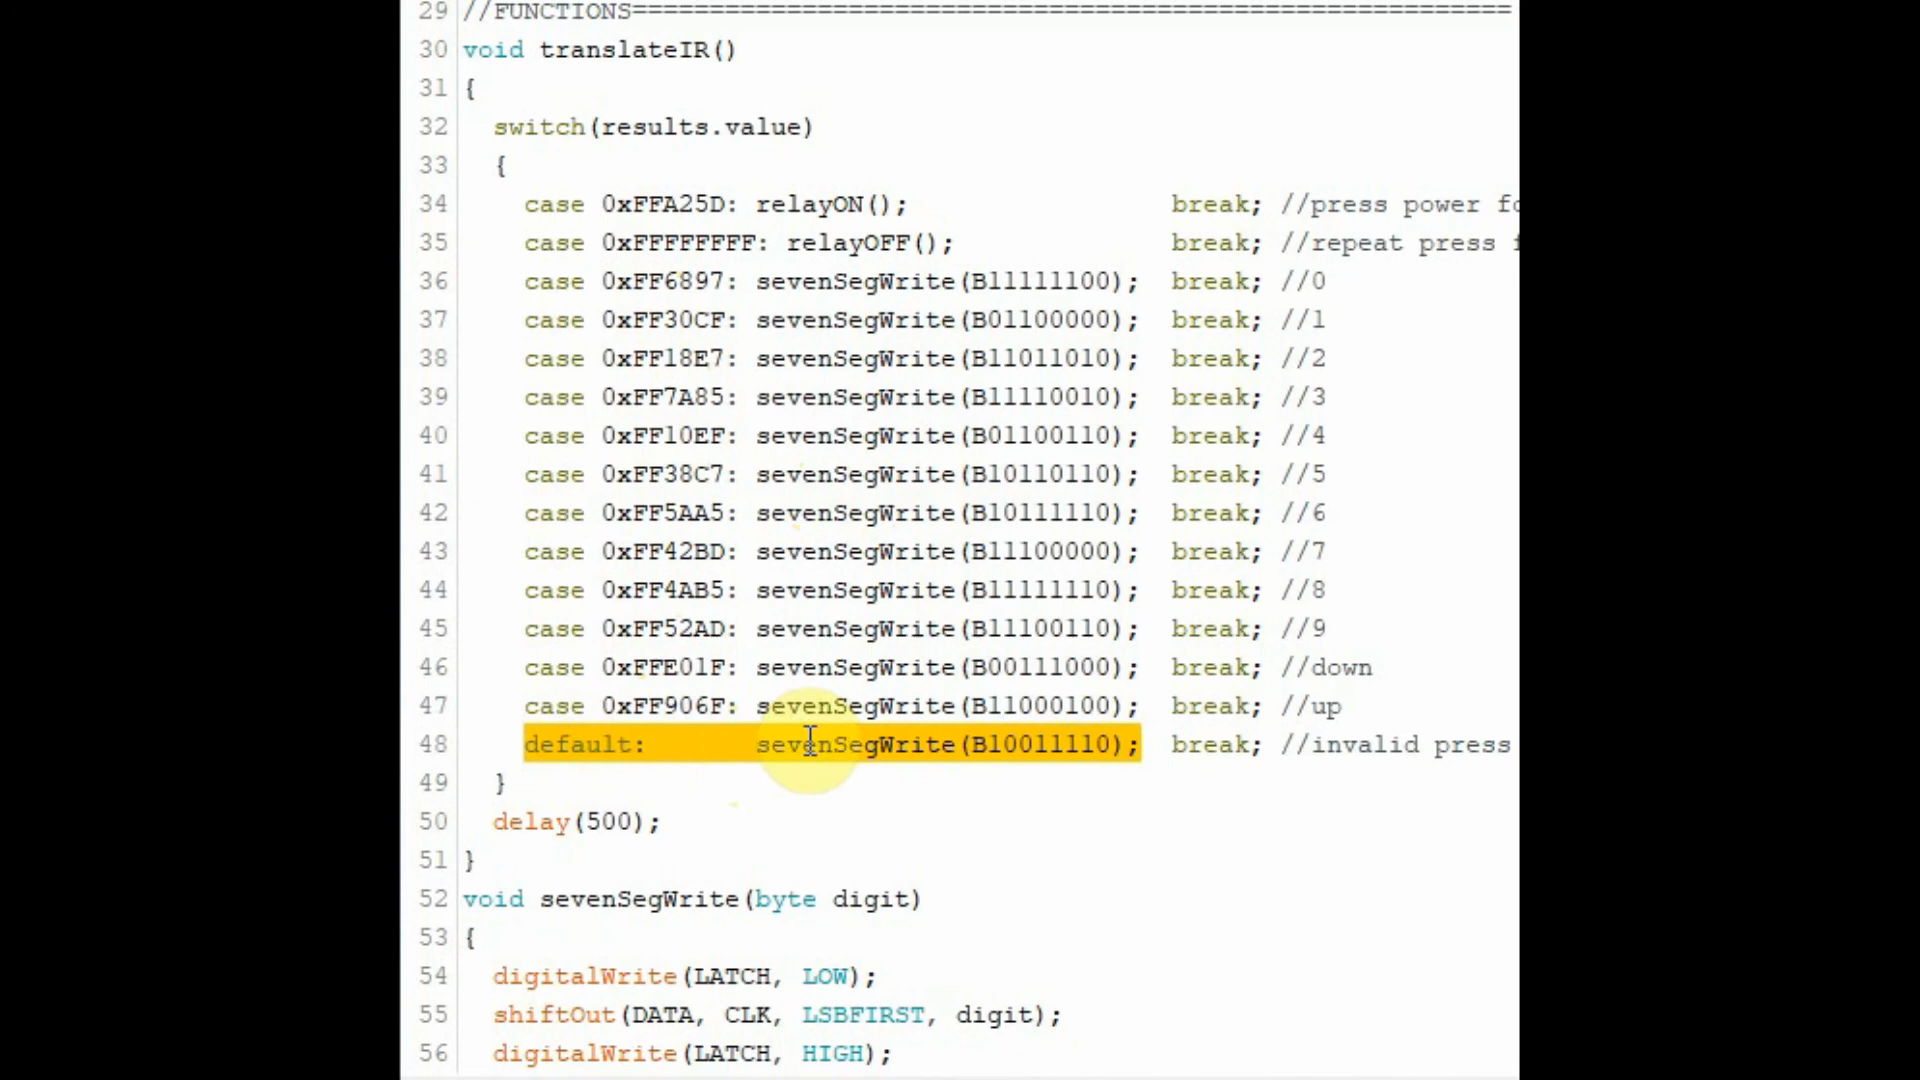 29 //FUNCTIONS=========================================================
30 void translateIR()
31 {
32 switch(results.value)
33 {
34 case 0xFFA25D: relayON(); break; //press power fo
35 case 0xFFFFFFFF: relayOFF(); break; //repeat press f
36 case 0xFF6897: sevenSegWrite(B11111100); break; //0
37 case 0xFF30CF: sevenSegWrite(B01100000); break; //1
38 case 0xFF18E7: sevenSegWrite(B11011010); break; //2
39 case 0xFF7A85: sevenSegWrite(B11110010); break; //3
40 case 0xFF10EF: sevenSegWrite(B01100110); break; //4
41 case 0xFF38C7: sevenSegWrite(B10110110); break; //5
42 case 0xFF5AA5: sevenSegWrite(B10111110); break; //6
43 case 0xFF42BD: sevenSegWrite(B11100000); break; //7
44 case 0xFF4AB5: sevenSegWrite(B11111110); break; //8
45 case 0xFF52AD: sevenSegWrite(B11100110); break; //9
46 case 0xFFE01F: sevenSegWrite(B00111000); break; //down
47 case 0xFF906F: sevenSegWrite(B11000100); break; //up
48 default: sevenSegWrite(B10011110); break; //invalid press
49 }
50 delay(500);
51 }
52 void sevenSegWrite(byte digit)
53 {
54 digitalWrite(LATCH, LOW);
55 shiftOut(DATA, CLK, LSBFIRST, digit);
56 digitalWrite(LATCH, HIGH);